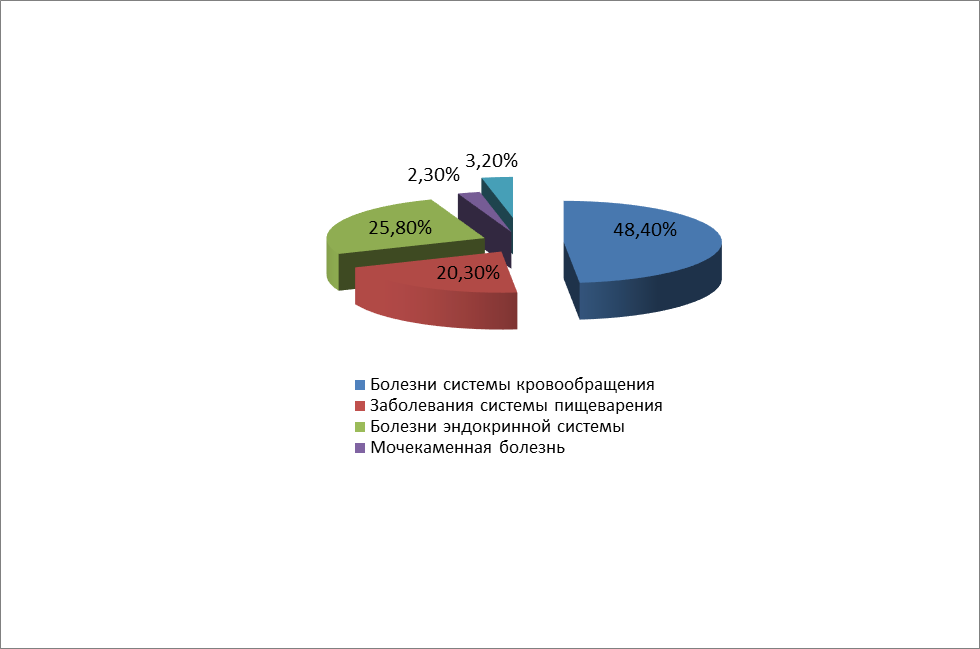 3,20%
2,30%
25,80%
48,40%
20,30%
Болезни системы кровообращения
Заболевания системы пищеварения
Болезни эндокринной системы
Мочекаменная болезнь